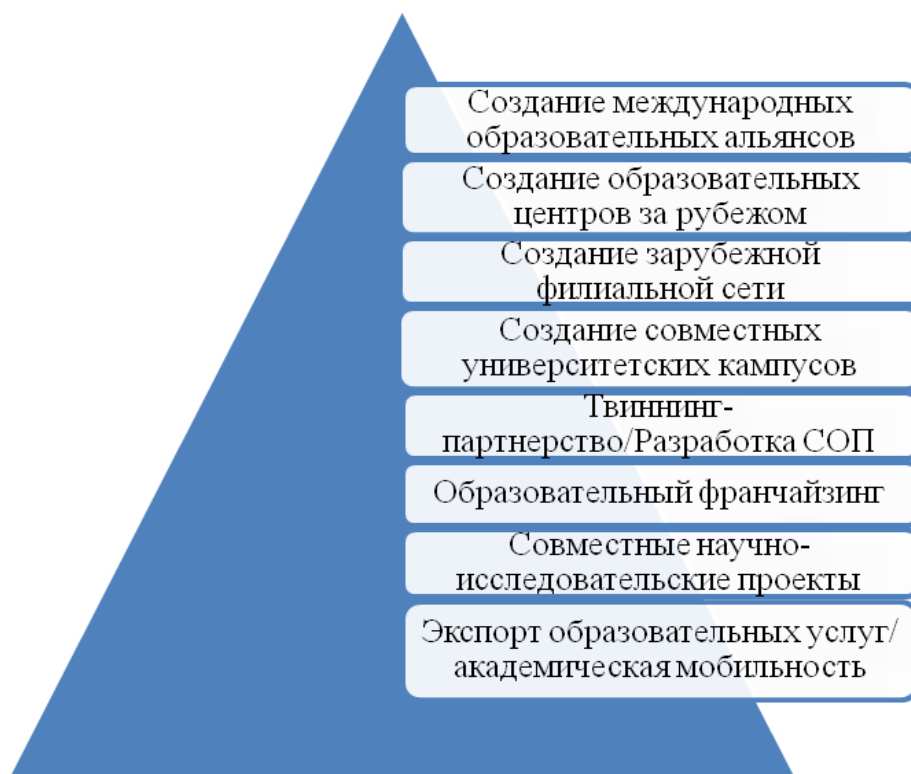 Создание международных
образовательных альянсов
Создание образовательных
центров за рубежом
Создание зарубежной
филиальной сети
Создание совместных
университетских кампусов
Твиннинг-
партнерство/Разработка СОП
Образовательный франчайзинг
Совместные научно-
исследовательские проекты
Экспорт образовательных услуг/
академическая мобильность